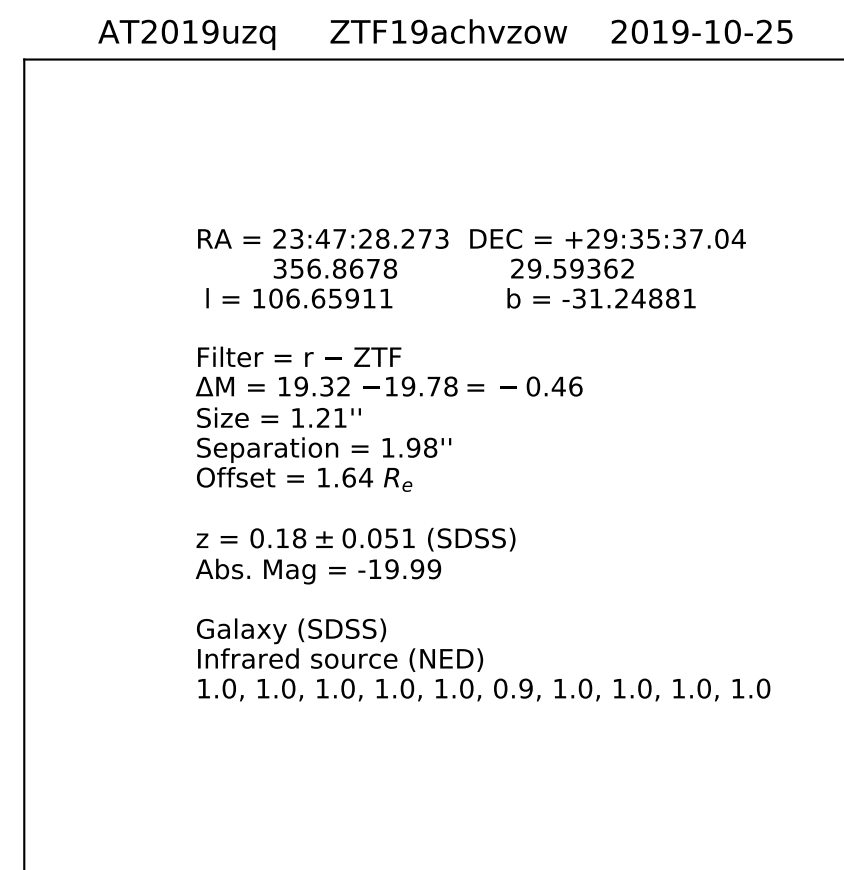 AT2019uzq ZTF19achvzow 2019-10-25
RA = 23:47:28.273 DEC = +29:35:37.04
356.8678 29.59362
l = 106.65911 b = -31.24881
Filter = r − ZTF
ΔM = 19.32 −19.78 = − 0.46
Size = 1.21''
Separation = 1.98''
Offset = 1.64 Rₑ
z = 0.18 ± 0.051 (SDSS)
Abs. Mag = -19.99
Galaxy (SDSS)
Infrared source (NED)
1.0, 1.0, 1.0, 1.0, 1.0, 0.9, 1.0, 1.0, 1.0, 1.0